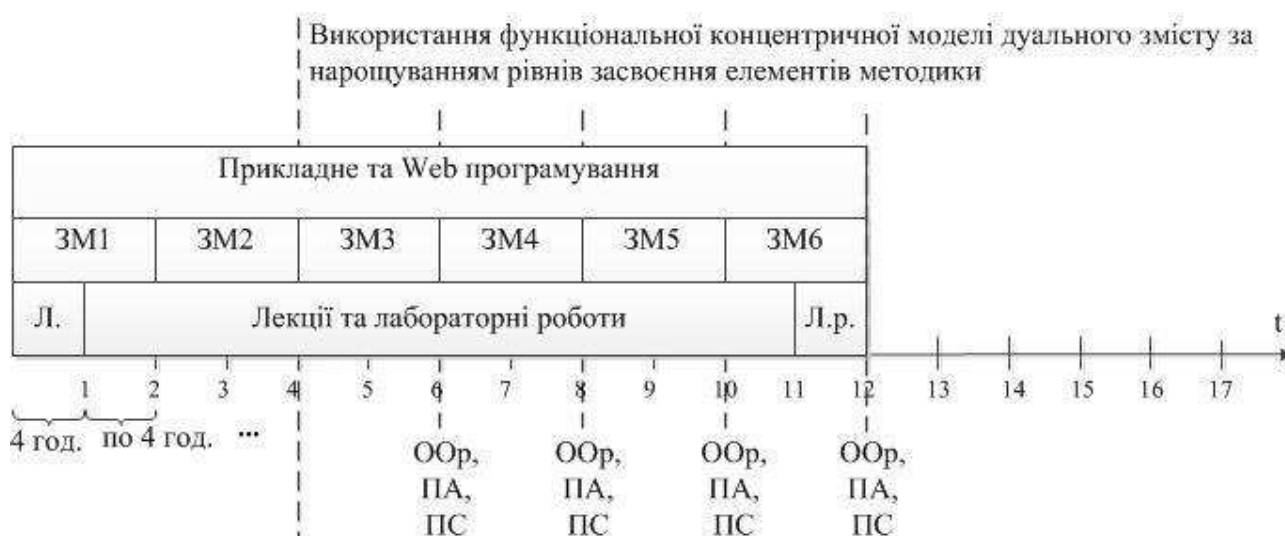 Використання функціональної концентричної моделі дуального змісту за
нарощуванням рівнів засвоєння елементів методики
Прикладне та Web програмування
ЗМ1 ЗМ2 ЗМ3 ЗМ4 ЗМ5 ЗМ6
Л. Лекції та лабораторні роботи Л.р.
t
1 2 3 4 5 6 7 8 9 10 11 12 13 14 15 16 17
4 год. по 4 год. ...
ООр, ООр, ООр, ООр,
ПА, ПА, ПА, ПА,
ПС ПС ПС ПС